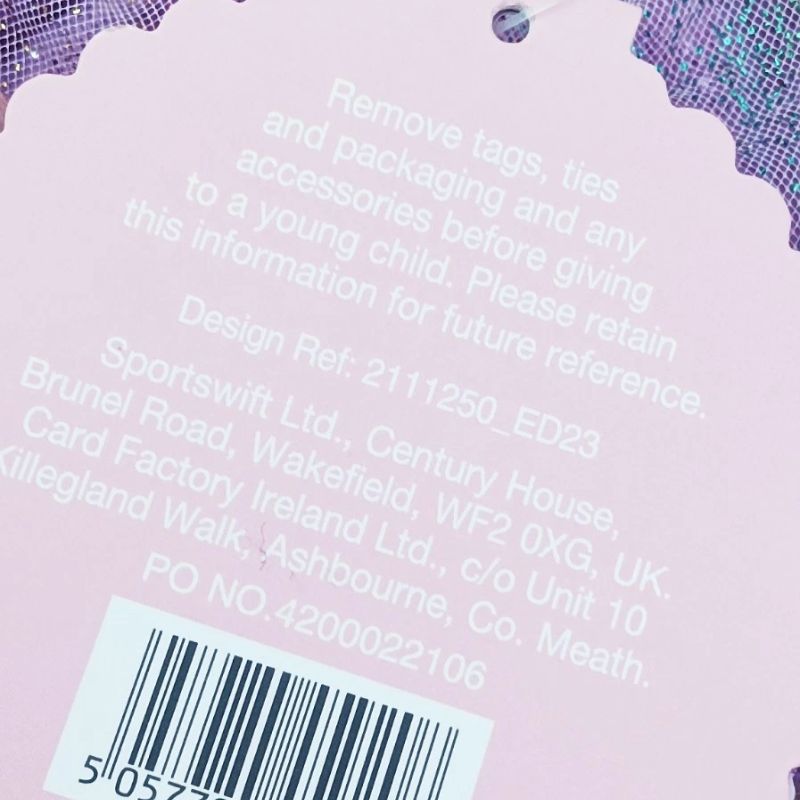 Remove tags, ties
and packaging and any
accessories before giving
to a young child. Please retain
this information for future reference.
Design Ref: 2111250_ED23
Sportswift Ltd., Century House,
Brunel Road, Wakefield, WF2 0XG, UK.
Card Factory Ireland Ltd., c/o Unit 10
Killegland Walk, Ashbourne, Co. Meath.
PO NO.4200022106